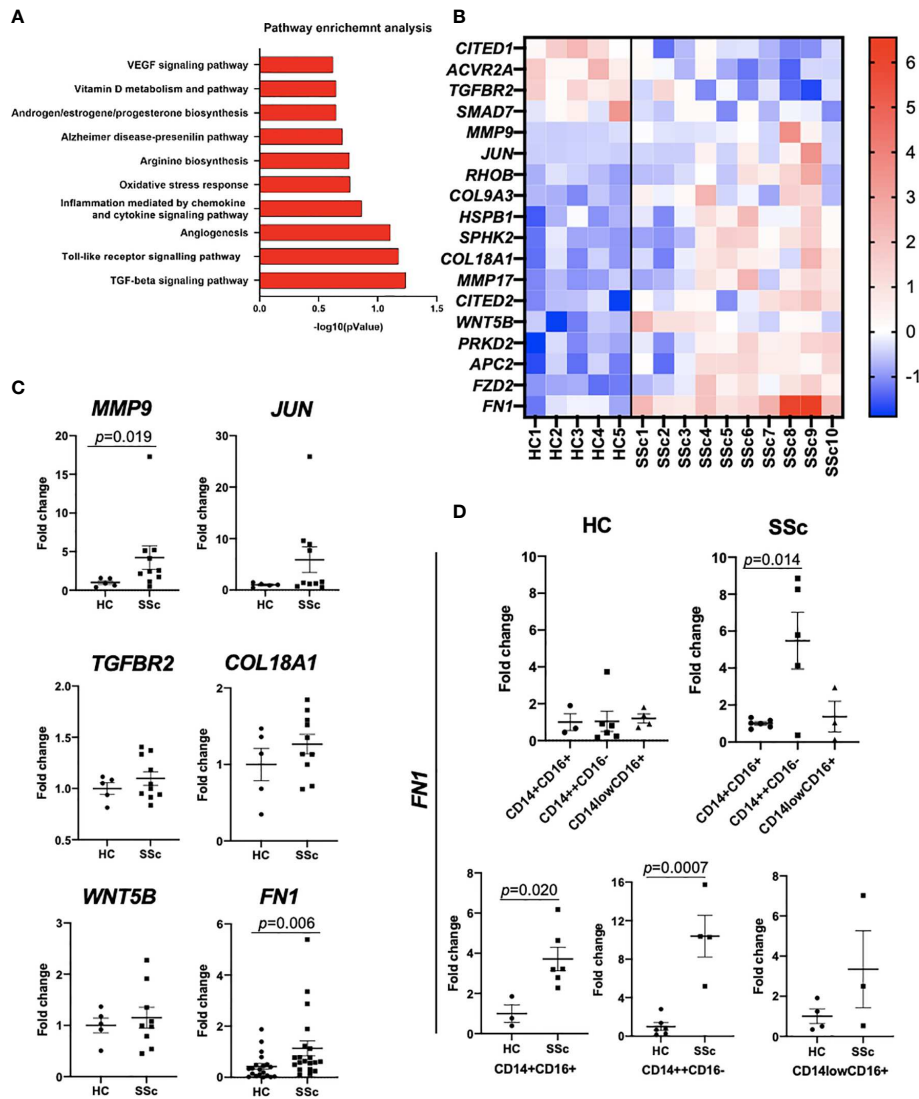 A
Pathway enrichemnt analysis
VEGF signaling pathway
Vitamin D metabolism and pathway
Androgen/estrogene/progesterone biosynthesis
Alzheimer disease-presenilin pathway
Arginine biosynthesis
Oxidative stress response
Inflammation mediated by chemokine
and cytokine signaling pathway
Angiogenesis
Toll-like receptor signalling pathway
TGF-beta signaling pathway
0.0 0.5 1.0 1.5
-log10(pValue)
B
CITED1
ACVR2A
TGFBR2
SMAD7
MMP9
JUN
RHOB
COL9A3
HSPB1
SPHK2
COL18A1
MMP17
CITED2
WNT5B
PRKD2
APC2
FZD2
FN1
HC1 HC2 HC3 HC4 HC5 SSc1 SSc2 SSc3 SSc4 SSc5 SSc6 SSc7 SSc8 SSc9 SSc10
6
5
4
3
2
1
0
-1
C
MMP9
p=0.019
Fold change
20
15
10
5
0
HC SSc
JUN
Fold change
30
20
10
0
HC SSc
TGFBR2
Fold change
1.5
1.0
0.5
HC SSc
COL18A1
Fold change
2
1
0
HC SSc
WNT5B
Fold change
3
2
1
0
HC SSc
FN1
p=0.006
Fold change
6
4
2
0
HC SSc
D
FN1
HC
Fold change
10
8
6
4
2
0
CD14+CD16+
CD14++CD16-
CD14lowCD16+
SSc
p=0.014
Fold change
10
8
6
4
2
0
CD14+CD16+
CD14++CD16-
CD14lowCD16+
p=0.020
Fold change
8
6
4
2
0
HC SSc
CD14+CD16+
p=0.0007
Fold change
16
12
8
4
0
HC SSc
CD14++CD16-
Fold change
8
6
4
2
0
HC SSc
CD14lowCD16+